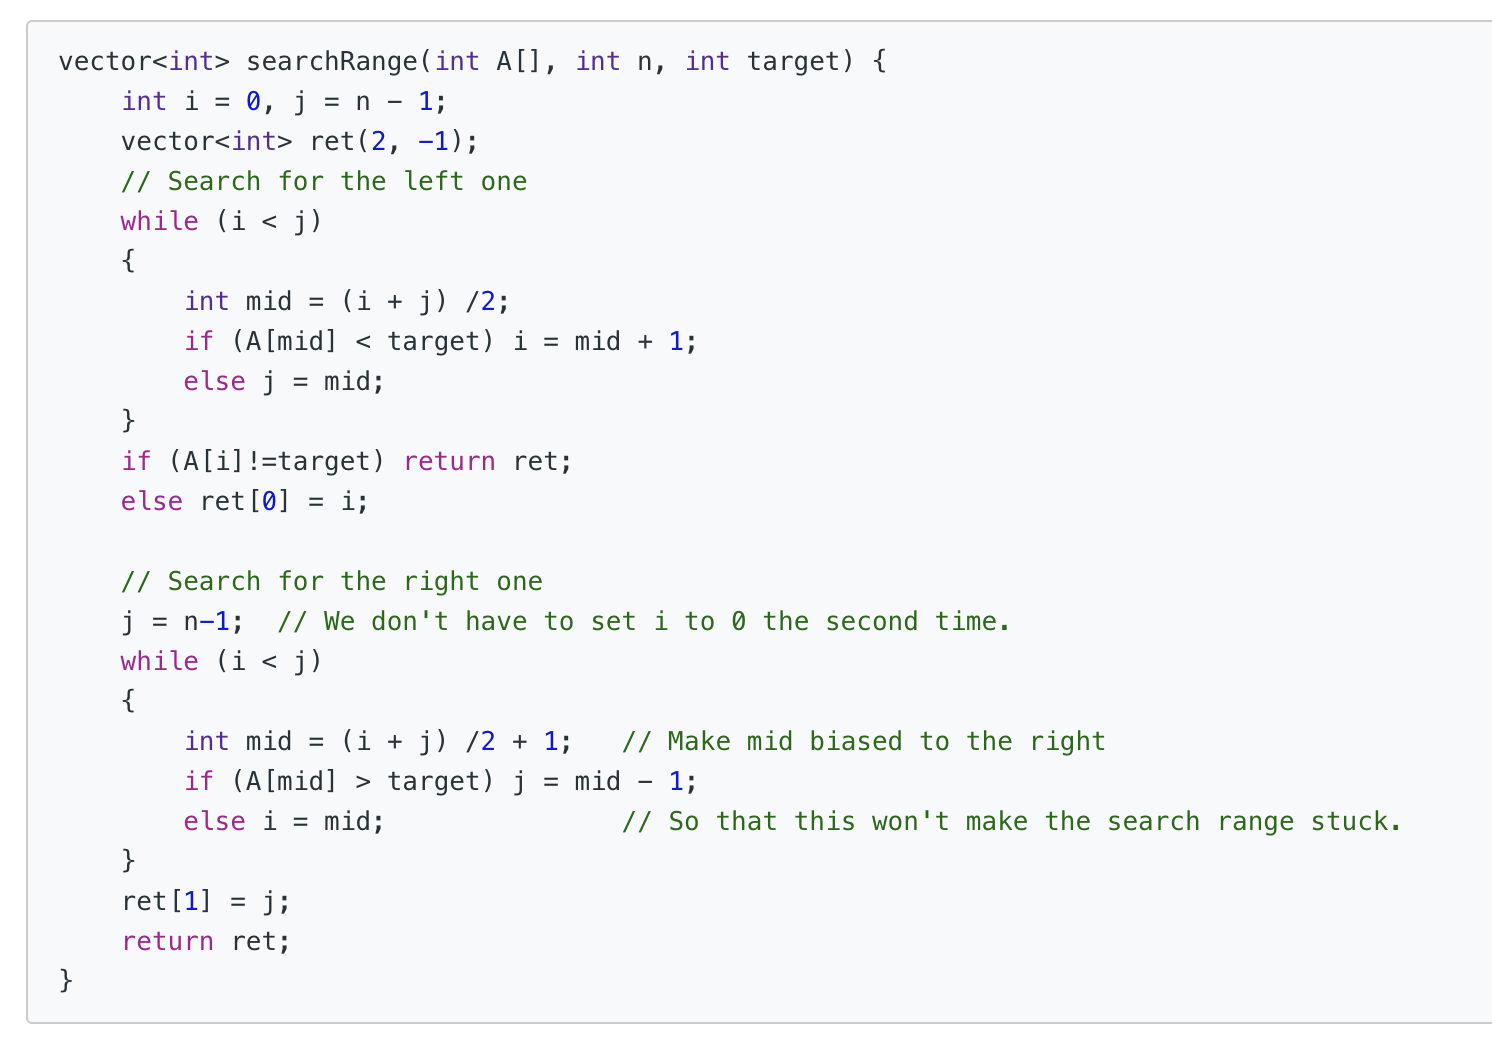 vector<int> searchRange(int A[], int n, int target) {
    int i = 0, j = n - 1;
    vector<int> ret(2, -1);
    // Search for the left one
    while (i < j)
    {
        int mid = (i + j) /2;
        if (A[mid] < target) i = mid + 1;
        else j = mid;
    }
    if (A[i]!=target) return ret;
    else ret[0] = i;

    // Search for the right one
    j = n-1;  // We don't have to set i to 0 the second time.
    while (i < j)
    {
        int mid = (i + j) /2 + 1;   // Make mid biased to the right
        if (A[mid] > target) j = mid - 1;
        else i = mid;               // So that this won't make the search range stuck.
    }
    ret[1] = j;
    return ret;
}